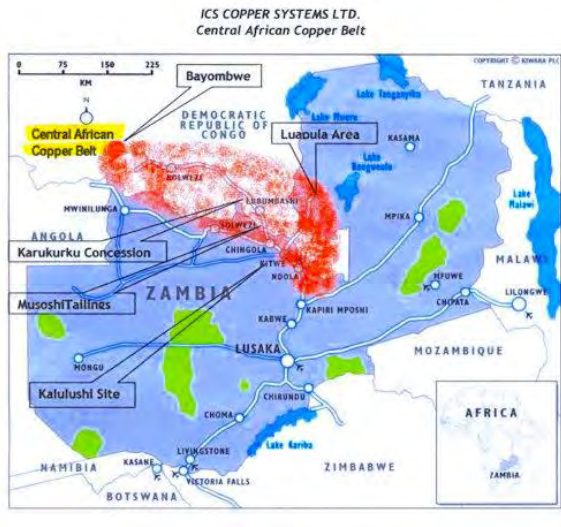 ICS COPPER SYSTEMS LTD.
Central African Copper Belt
COPYRIGHT © KIWARA PLC
0 75 150 225
KM
N
Bayombwe
Central African
Copper Belt
DEMOCRATIC
REPUBLIC OF
CONGO
Luapula Area
Lake Tanganyika
Lake Mweru
TANZANIA
KASAMA
Lake
Bangweulu
KOLWEZI
LUBUMBASHI
MWINILUNGA
SOLWEZI
MPIKA
Lake
Malawi
ANGOLA
Karukurku Concession
CHINGOLA
KITWE
NDOLA
MALAWI
MFUWE
LILONGWE
CHIPATA
MusoshiTailings
ZAMBIA
KAPIRI MPOSHI
KABWE
LUSAKA
MONGU
MOZAMBIQUE
Kalulushi Site
CHIRUNDU
CHOMA
Lake Kariba
AFRICA
ZAMBIA
LIVINGSTONE
NAMIBIA
KASANE
VICTORIA FALLS
ZIMBABWE
BOTSWANA